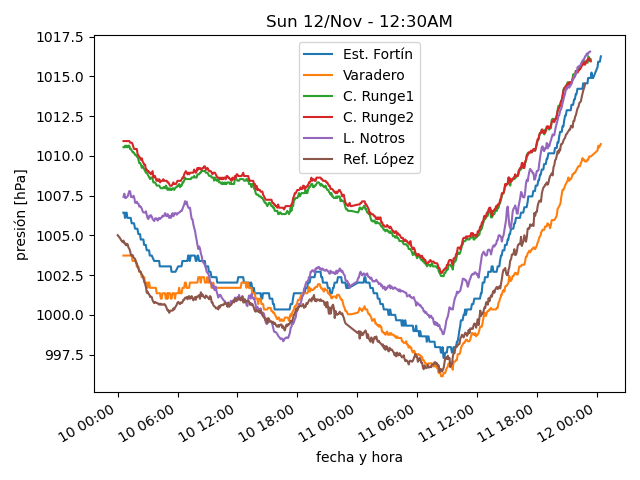 Sun 12/Nov - 12:30AM
presión [hPa]
1017.5
1015.0
1012.5
1010.0
1007.5
1005.0
1002.5
1000.0
997.5
Est. Fortín
Varadero
C. Runge1
C. Runge2
L. Notros
Ref. López
10 00:00
10 06:00
10 12:00
10 18:00
11 00:00
11 06:00
11 12:00
11 18:00
12 00:00
fecha y hora